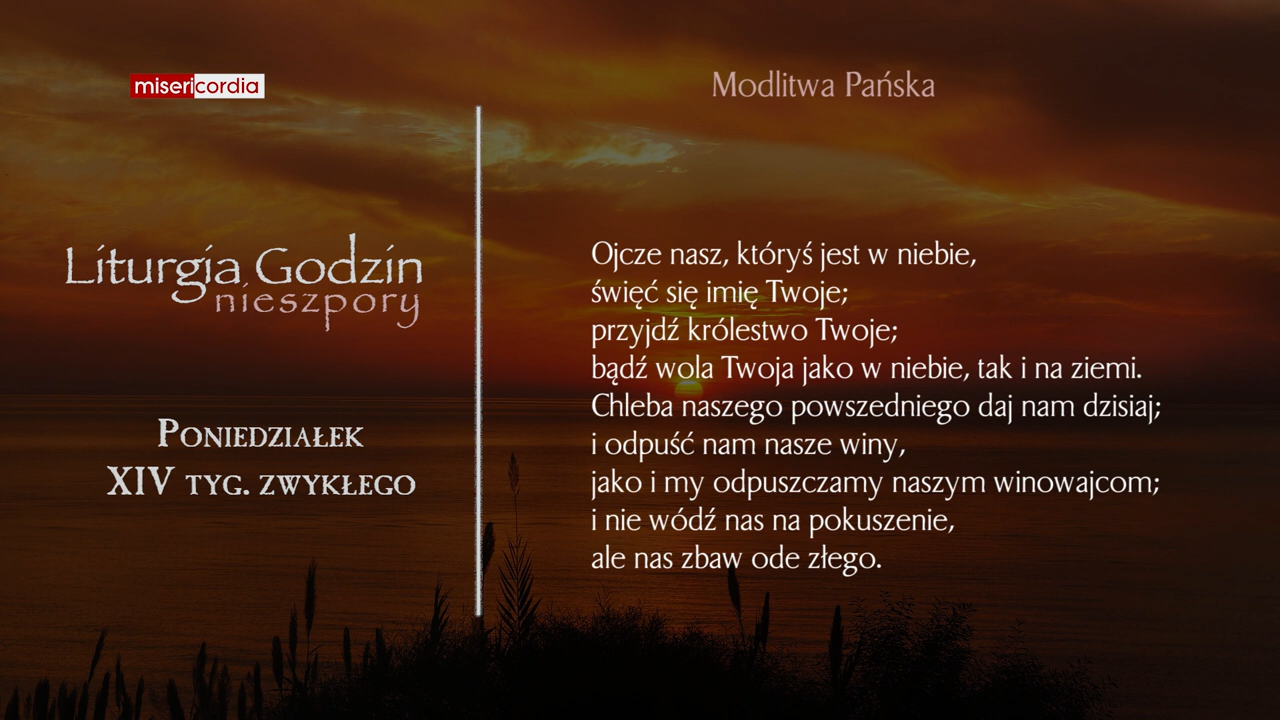 misericordia
Liturgia Godzin
nieszpory
Poniedziałek
XIV tyg. zwykłego
Modlitwa Pańska
Ojcze nasz, któryś jest w niebie,
święć się imię Twoje;
przyjdź królestwo Twoje;
bądź wola Twoja jako w niebie, tak i na ziemi.
Chleba naszego powszedniego daj nam dzisiaj;
i odpuść nam nasze winy,
jako i my odpuszczamy naszym winowajcom;
i nie wódź nas na pokuszenie,
ale nas zbaw ode złego.